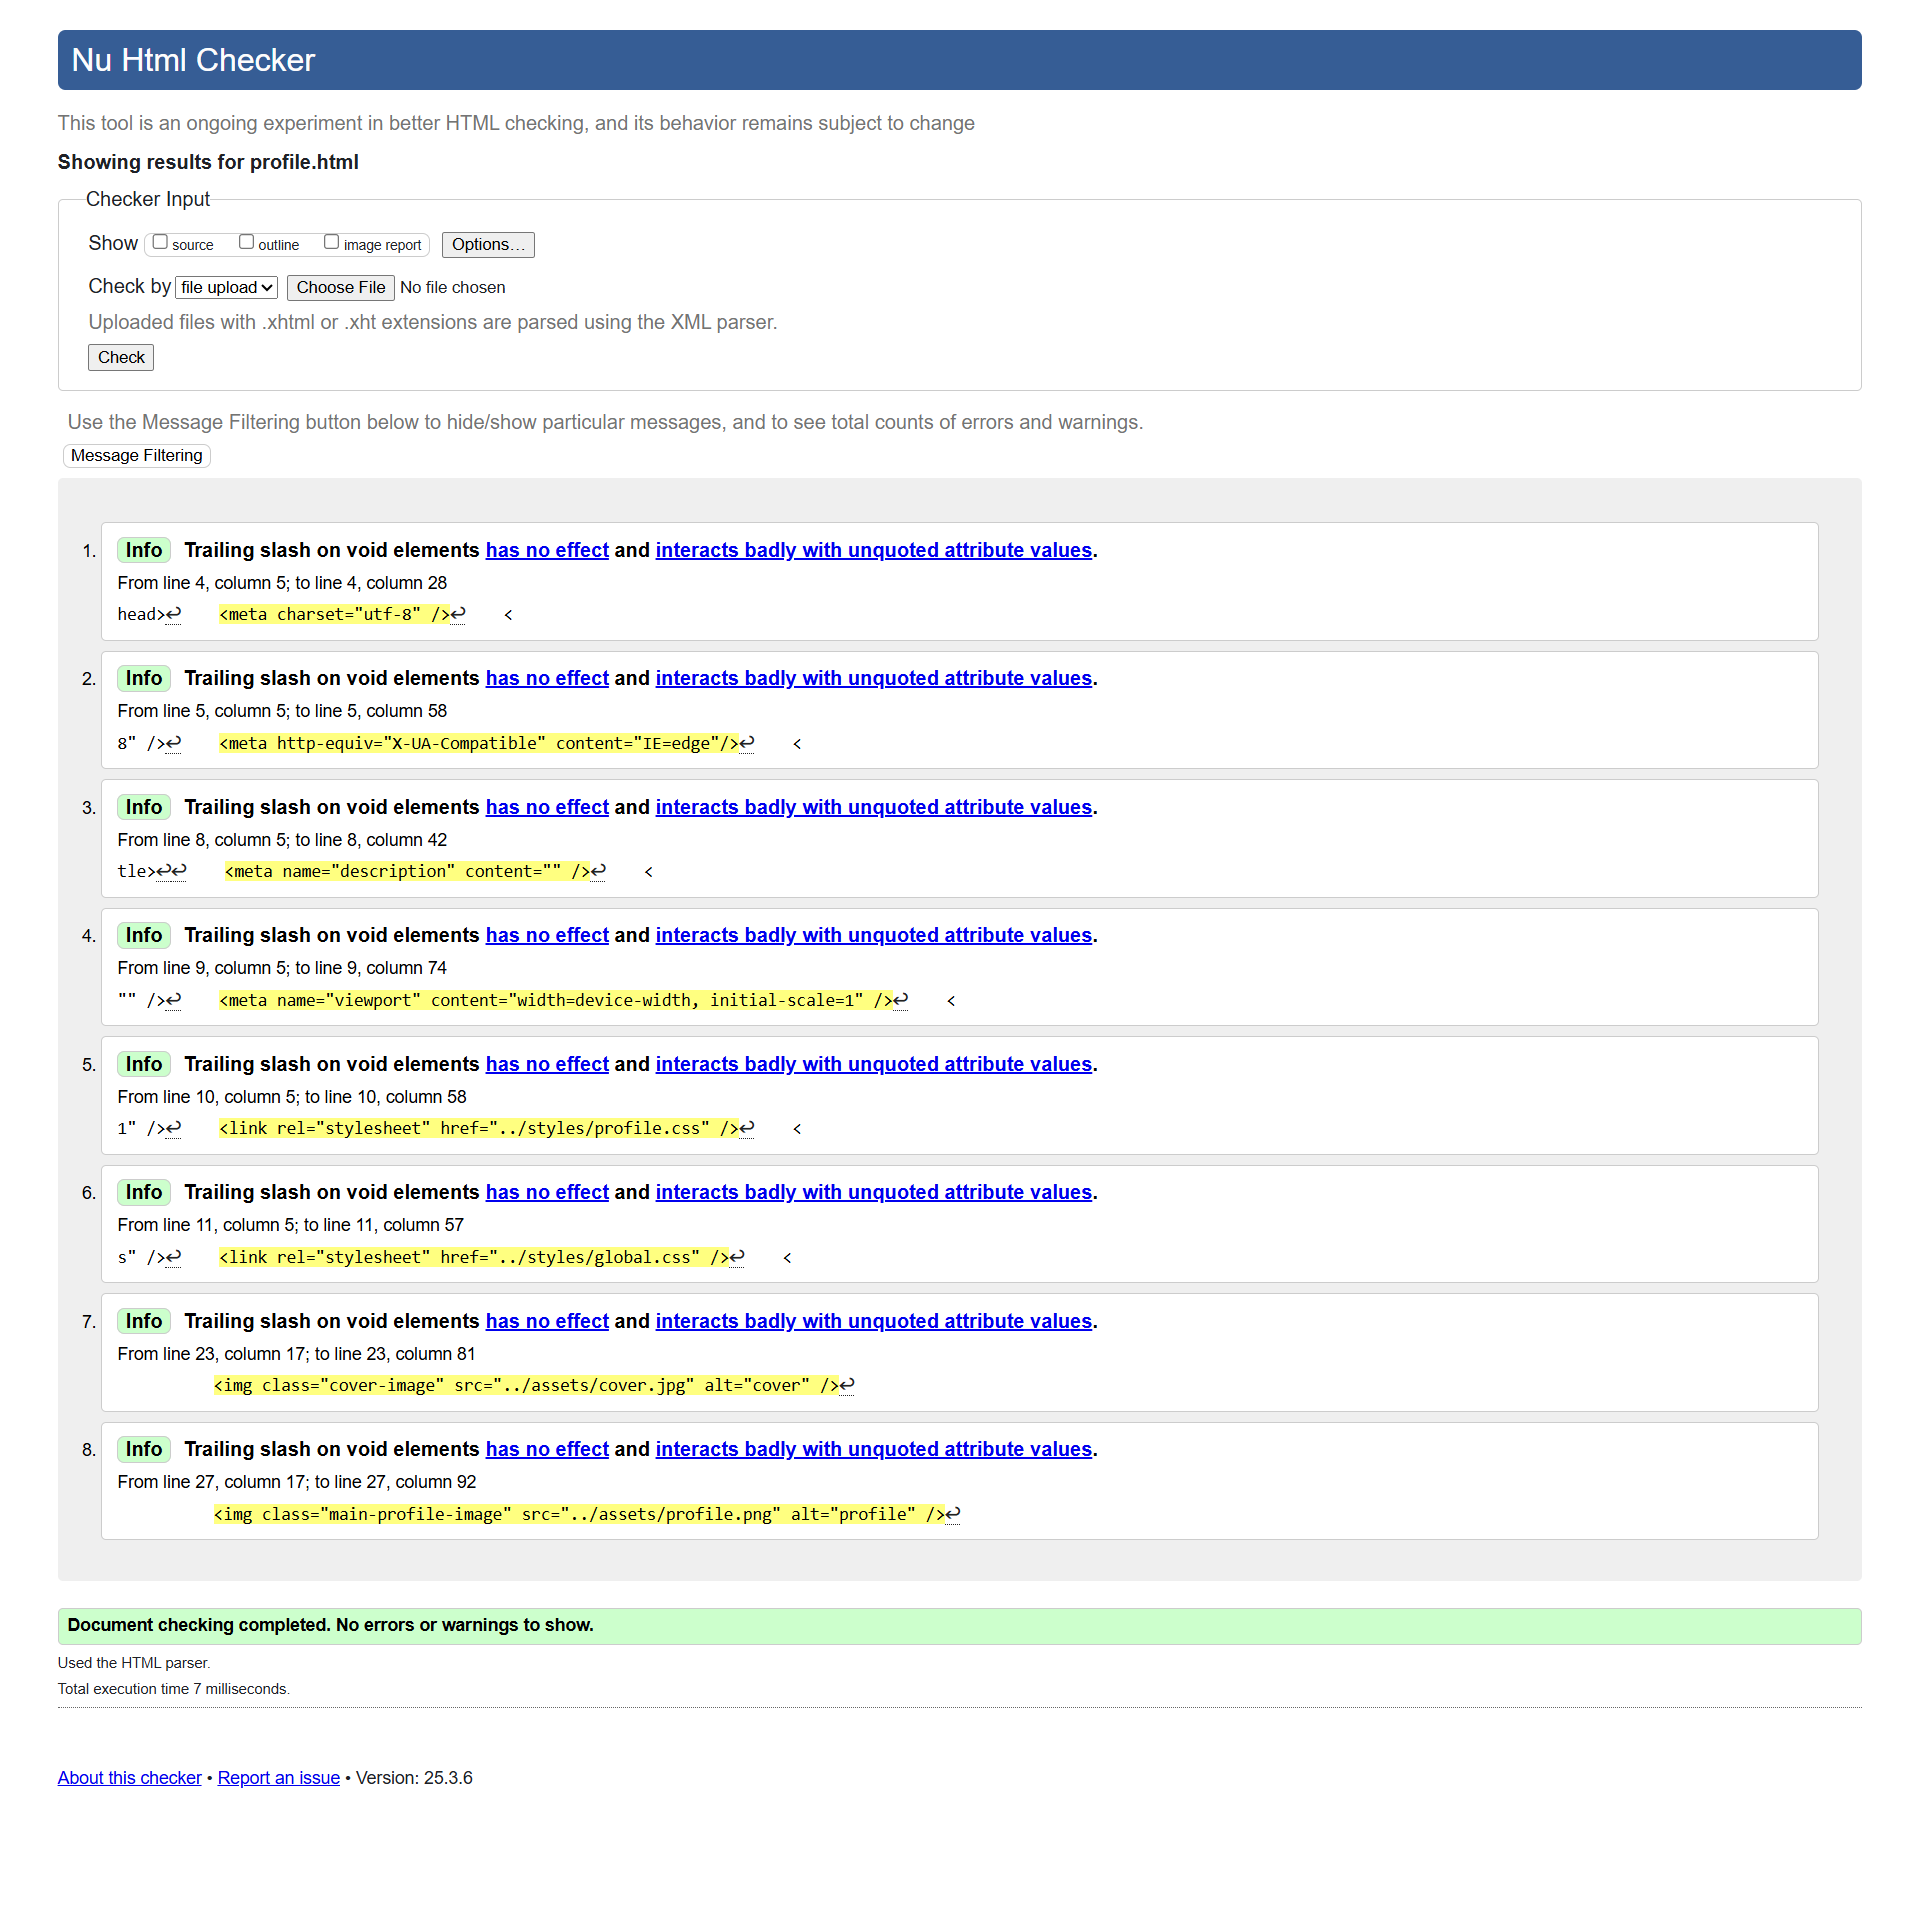 Nu Html Checker
This tool is an ongoing experiment in better HTML checking, and its behavior remains subject to change
Showing results for profile.html
Checker Input
Show source outline image report Options...
Check by file upload Choose File No file chosen
Uploaded files with .xhtml or .xht extensions are parsed using the XML parser.
Check
Use the Message Filtering button below to hide/show particular messages, and to see total counts of errors and warnings.
Message Filtering
1. Info Trailing slash on void elements has no effect and interacts badly with unquoted attribute values.
From line 4, column 5; to line 4, column 28
head>↩ <meta charset="utf-8" />↩ <
2. Info Trailing slash on void elements has no effect and interacts badly with unquoted attribute values.
From line 5, column 5; to line 5, column 58
8" />↩ <meta http-equiv="X-UA-Compatible" content="IE=edge"/>↩ <
3. Info Trailing slash on void elements has no effect and interacts badly with unquoted attribute values.
From line 8, column 5; to line 8, column 42
tle>↩↩ <meta name="description" content="" />↩ <
4. Info Trailing slash on void elements has no effect and interacts badly with unquoted attribute values.
From line 9, column 5; to line 9, column 74
"" />↩ <meta name="viewport" content="width=device-width, initial-scale=1" />↩ <
5. Info Trailing slash on void elements has no effect and interacts badly with unquoted attribute values.
From line 10, column 5; to line 10, column 58
1" />↩ <link rel="stylesheet" href="../styles/profile.css" />↩ <
6. Info Trailing slash on void elements has no effect and interacts badly with unquoted attribute values.
From line 11, column 5; to line 11, column 57
s" />↩ <link rel="stylesheet" href="../styles/global.css" />↩ <
7. Info Trailing slash on void elements has no effect and interacts badly with unquoted attribute values.
From line 23, column 17; to line 23, column 81
<img class="cover-image" src="../assets/cover.jpg" alt="cover" />↩
8. Info Trailing slash on void elements has no effect and interacts badly with unquoted attribute values.
From line 27, column 17; to line 27, column 92
<img class="main-profile-image" src="../assets/profile.png" alt="profile" />↩
Document checking completed. No errors or warnings to show.
Used the HTML parser.
Total execution time 7 milliseconds.
About this checker • Report an issue • Version: 25.3.6